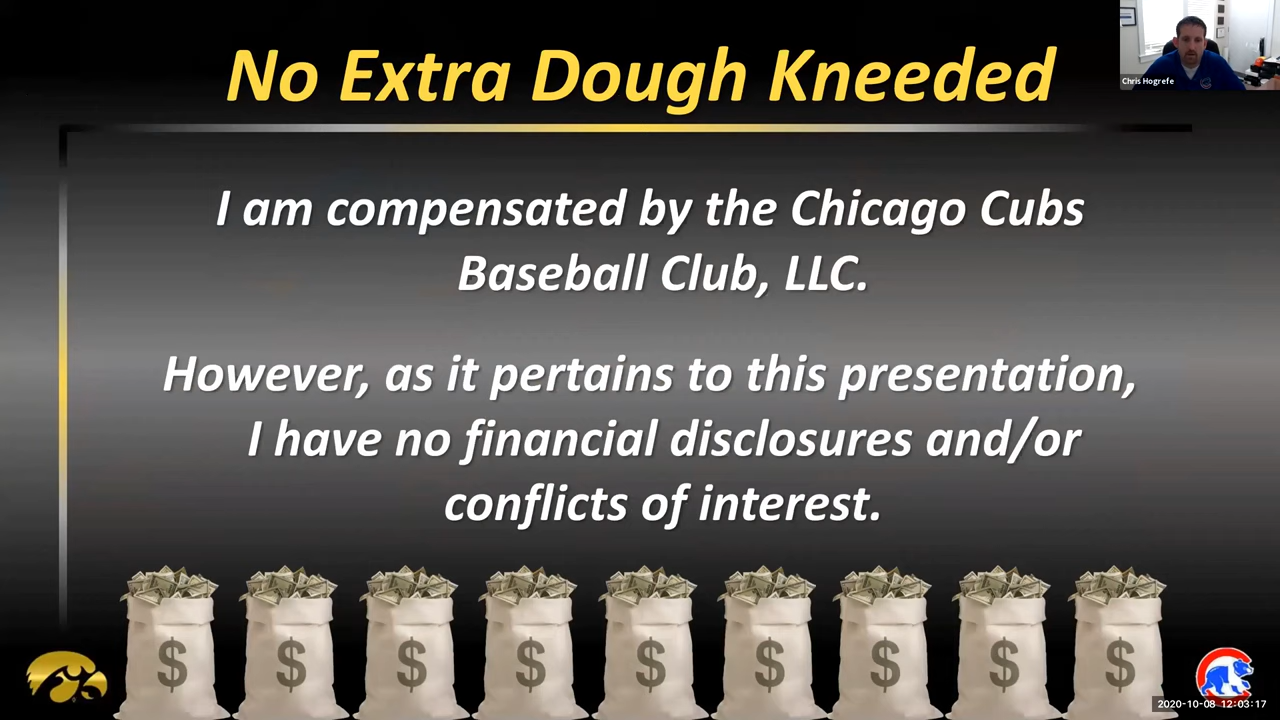 No Extra Dough Kneeded
Chris Hogrefe
I am compensated by the Chicago Cubs
Baseball Club, LLC.
However, as it pertains to this presentation,
I have no financial disclosures and/or
conflicts of interest.
$ $ $ $ $ $ $ $ $
2020-10-08 12:03:17